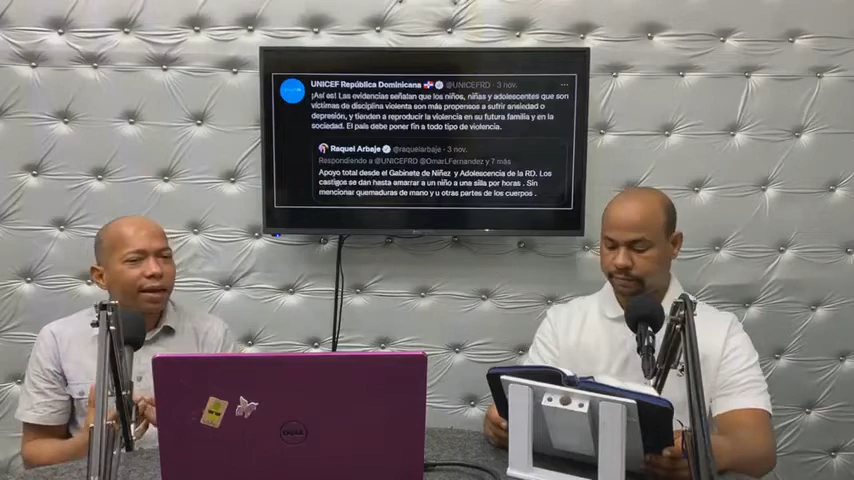 UNICEF República Dominicana @UNICEFRD · 3 nov.
¡Así es! Las evidencias señalan que los niños, niñas y adolescentes que son
víctimas de disciplina violenta son más propensos a sufrir ansiedad o
depresión, y tienden a reproducir la violencia en su futura familia y en la
sociedad. El país debe poner fin a todo tipo de violencia.
Raquel Arbaje @raquelarbaje · 3 nov.
Respondiendo a @UNICEFRD @OmarLFernandez y 7 más
Apoyo total desde el Gabinete de Niñez y Adolescencia de la RD. Los
castigos se dan hasta amarrar a un niño a una silla por horas . Sin
mencionar quemaduras de mano y u otras partes de los cuerpos .
DELL